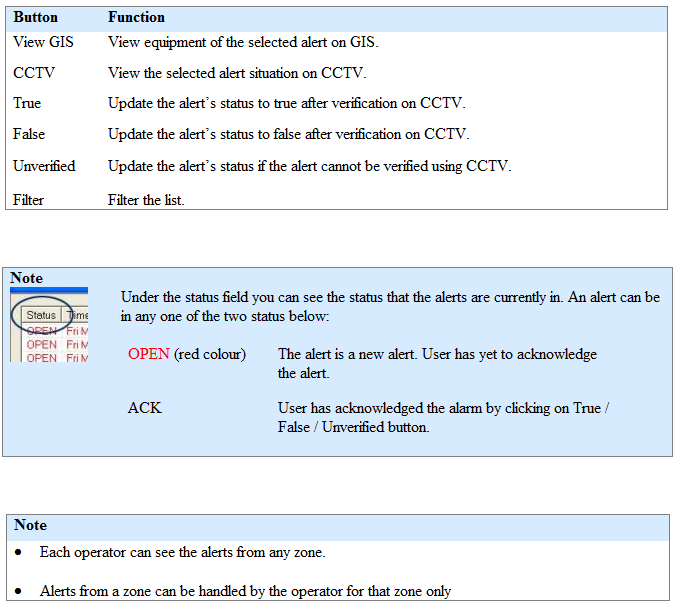 Button Function
View GIS View equipment of the selected alert on GIS.
CCTV View the selected alert situation on CCTV.
True Update the alert's status to true after verification on CCTV.
False Update the alert's status to false after verification on CCTV.
Unverified Update the alert's status if the alert cannot be verified using CCTV.
Filter Filter the list.
Note
Status Time
OPEN Fri M
OPEN Fri M
OPEN Fri M
Under the status field you can see the status that the alerts are currently in. An alert can be
in any one of the two status below:
OPEN (red colour) The alert is a new alert. User has yet to acknowledge
the alert.
ACK User has acknowledged the alarm by clicking on True /
False / Unverified button.
Note
• Each operator can see the alerts from any zone.
• Alerts from a zone can be handled by the operator for that zone only